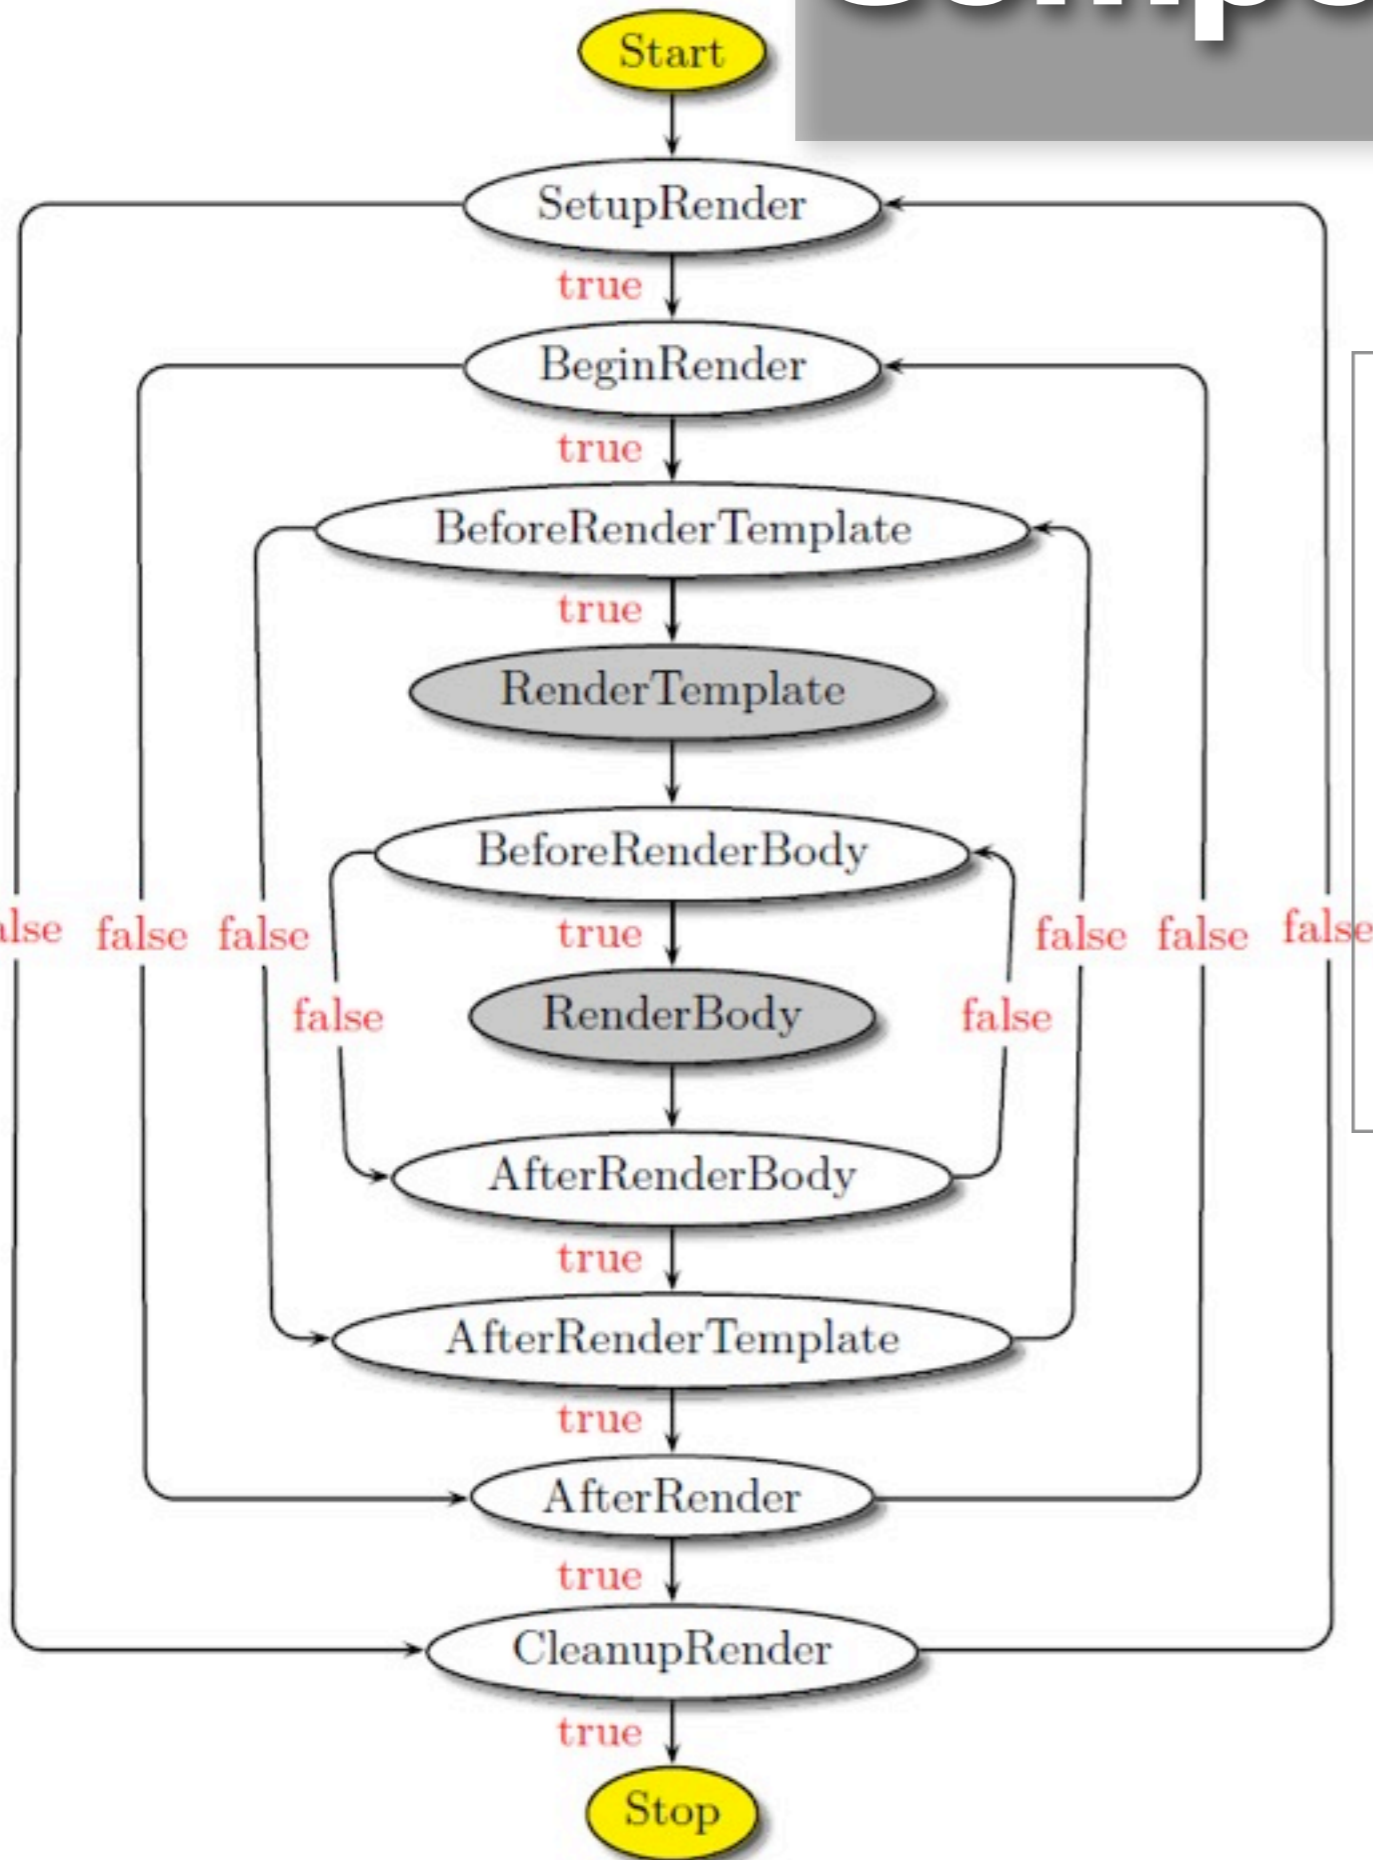 Start
SetupRender
true
BeginRender
true
BeforeRenderTemplate
true
RenderTemplate
BeforeRenderBody
false false true false false false
false RenderBody false
AfterRenderBody
true
AfterRenderTemplate
true
AfterRender
true
CleanupRender
true
Stop